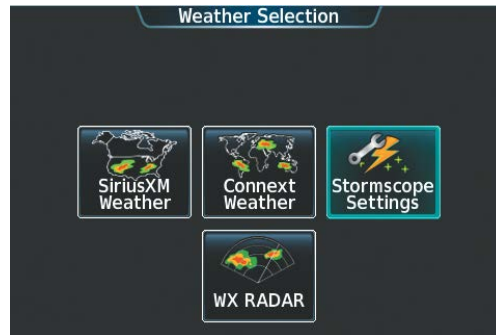 Weather Selection
SiriusXM
Weather
Connext
Weather
Stormscope
Settings
WX RADAR